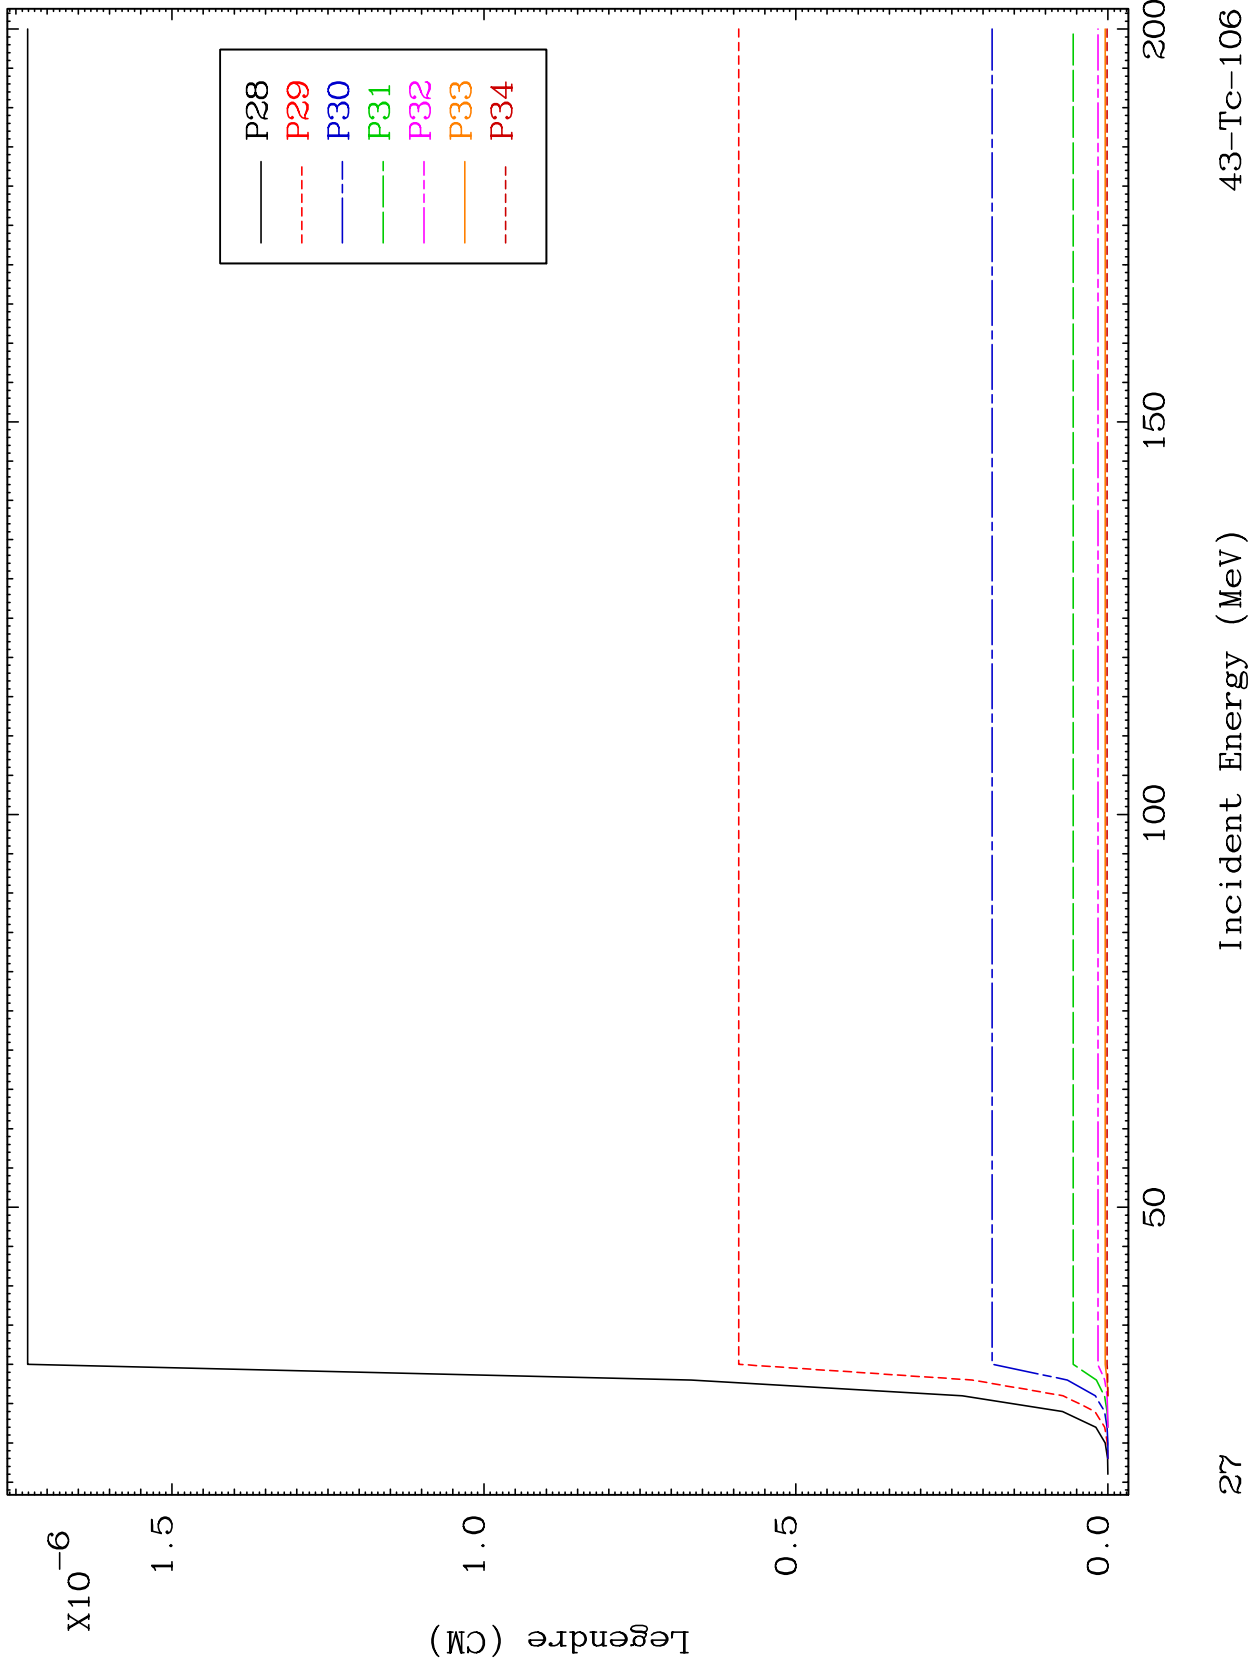 X10-6
1.5
1.0
0.5
0.0
Legendre (CM)
P28
P29
P30
P31
P32
P33
P34
50
100
150
200
Incident Energy (MeV)
27
43-Tc-106